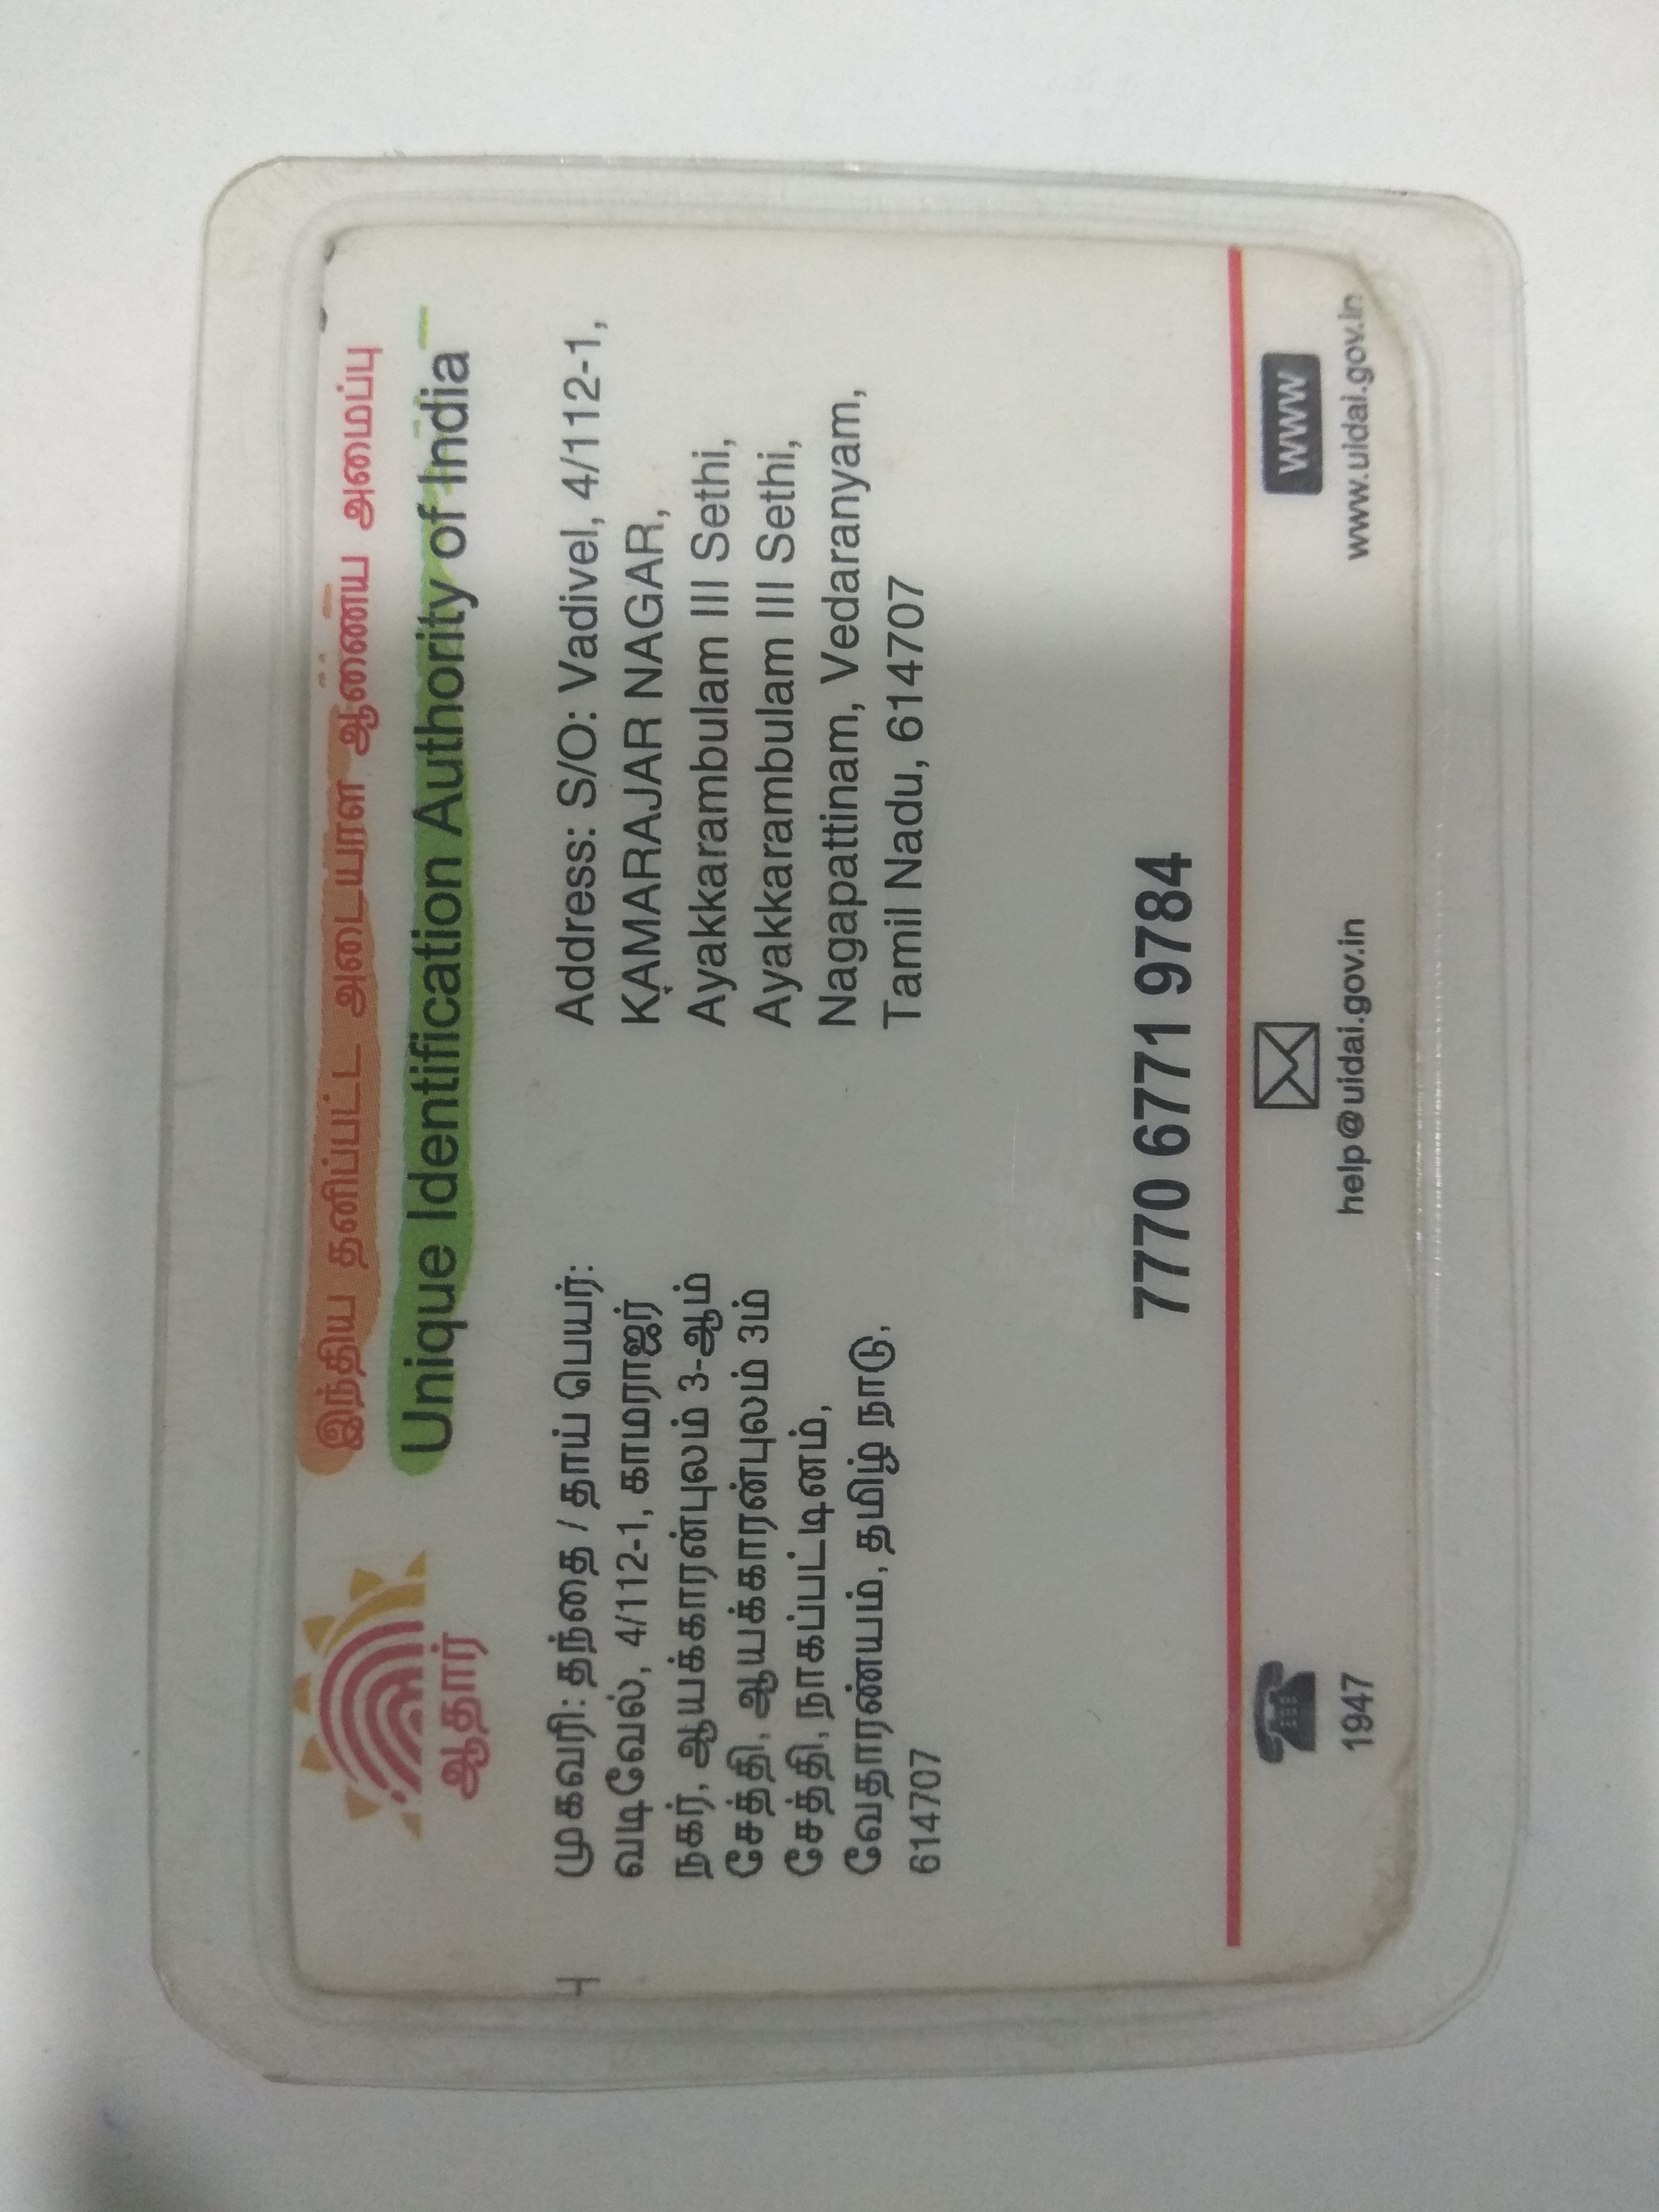 இந்திய தனிப்பட்ட அடையாள ஆணைய அமைப்பு
Unique Identification Authority of India
ஆதார்
முகவரி: தந்தை / தாய் பெயர்:
வடிவேல், 4/112-1, காமராஜர்
நகர், ஆயக்காரன்புலம் 3-ஆம்
சேத்தி, ஆயக்காரன்புலம் 3ம்
சேத்தி, நாகப்பட்டினம்,
வேதாரண்யம், தமிழ் நாடு,
614707
Address: S/O: Vadivel, 4/112-1,
KAMARAJAR NAGAR,
Ayakkarambulam III Sethi,
Ayakkarambulam III Sethi,
Nagapattinam, Vedaranyam,
Tamil Nadu, 614707
7770 6771 9784
1947
help@uidai.gov.in
www
www.uidai.gov.in